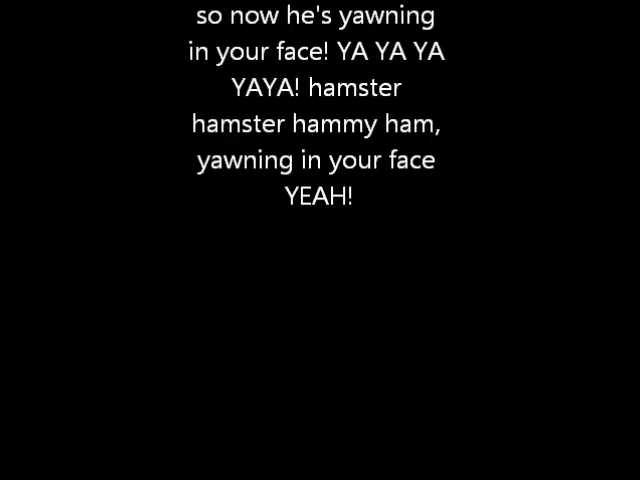 so now he's yawning
in your face! YA YA YA
YAYA! hamster
hamster hammy ham,
yawning in your face
YEAH!